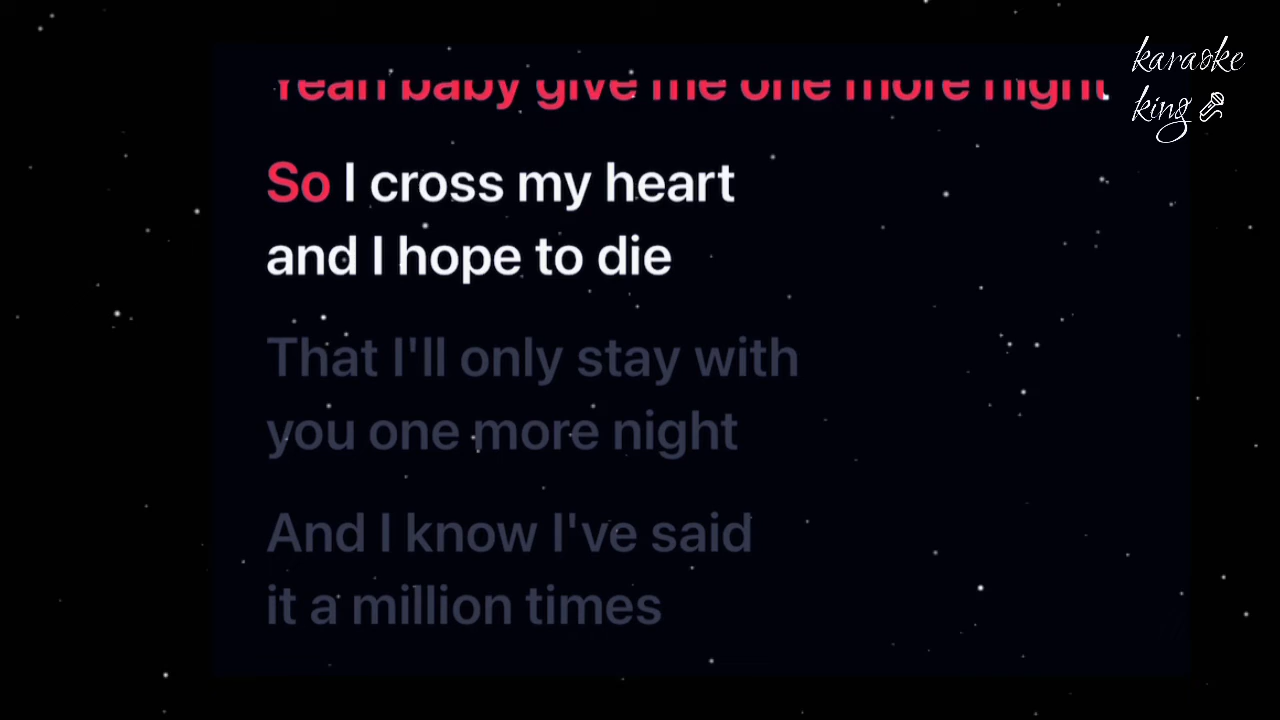 Yeah baby give me one more night
So I cross my heart
and I hope to die
That I'll only stay with
you one more night
And I know I've said
it a million times
karaoke
king